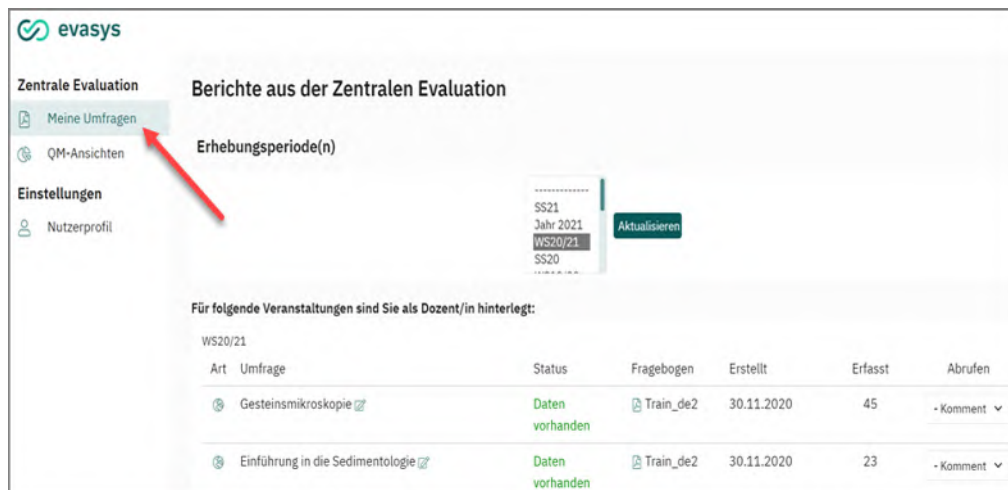 evasys
Zentrale Evaluation
Meine Umfragen
QM-Ansichten
Einstellungen
Nutzerprofil
Berichte aus der Zentralen Evaluation
Erhebungsperiode(n)
-------------
SS21
Jahr 2021
WS20/21
SS20
Aktualisieren
Für folgende Veranstaltungen sind Sie als Dozent/in hinterlegt:
WS20/21
Art Umfrage Status Fragebogen Erstellt Erfasst Abrufen
Gesteinsmikroskopie Daten Train_de2 30.11.2020 45 - Komment
vorhanden
Einführung in die Sedimentologie Daten Train_de2 30.11.2020 23 - Komment
vorhanden